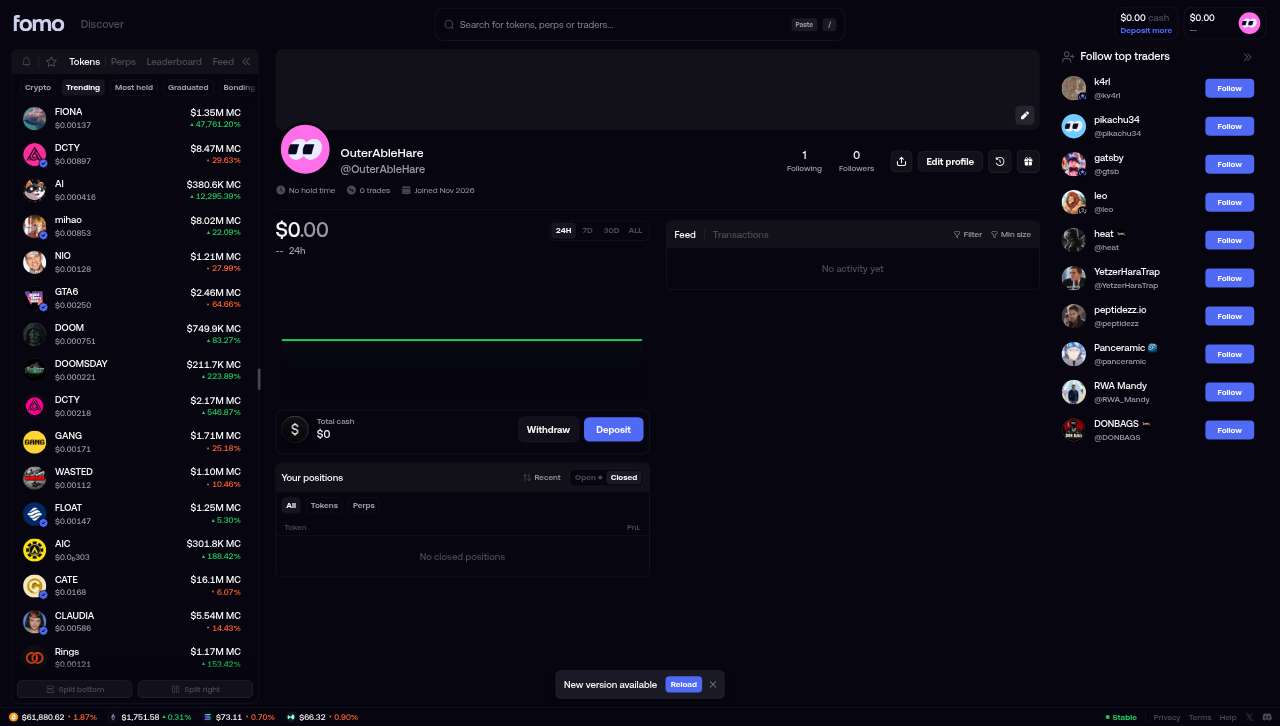 fomo
Discover
Search for tokens, perps or traders...
Paste
/
$0.00 cash
Deposit more
$0.00
—
Tokens
Perps
Leaderboard
Feed
Crypto
Trending
Most held
Graduated
Bonding
FIONA
$1.35M MC
$0.00137
47,761.20%
DCTY
$8.47M MC
$0.00897
29.63%
AI
$380.6K MC
$0.000416
12,295.39%
mihao
$8.02M MC
$0.00853
22.09%
NIO
$1.21M MC
$0.00128
27.99%
GTA6
$2.46M MC
$0.00250
64.66%
DOOM
$749.9K MC
$0.000751
83.27%
DOOMSDAY
$211.7K MC
$0.000221
223.89%
DCTY
$2.17M MC
$0.00218
546.87%
GANG
$1.71M MC
$0.00171
25.18%
WASTED
$1.10M MC
$0.00112
10.46%
FLOAT
$1.25M MC
$0.00147
5.30%
AIC
$301.8K MC
188.42%
CATE
$16.1M MC
$0.0168
6.07%
CLAUDIA
$5.54M MC
$0.00586
14.43%
Rings
$1.17M MC
$0.00121
153.42%
Split bottom
Split right
OuterAbleHare
@OuterAbleHare
1
Following
0
Followers
Edit profile
No hold time
0 trades
Joined Nov 2026
$0.00
-- 24h
24H
7D
30D
ALL
Total cash
$0
Withdraw
Deposit
Your positions
Recent
Open
Closed
All
Tokens
Perps
Token
PnL
No closed positions
Feed
Transactions
Filter
Min size
No activity yet
Follow top traders
k4rl
@kv4rl
Follow
pikachu34
@pikachu34
Follow
gatsby
@gtsb
Follow
leo
@leo
Follow
heat
@heat
Follow
YetzerHaraTrap
@YetzerHaraTrap
Follow
peptidezz.io
@peptidezz
Follow
Panceramic
@panceramic
Follow
RWA Mandy
@RWA_Mandy
Follow
DONBAGS
@DONBAGS
Follow
New version available
Reload
$61,880.62
1.87%
$1,751.58
0.31%
$73.11
0.70%
$66.32
0.90%
Stable
Privacy
Terms
Help